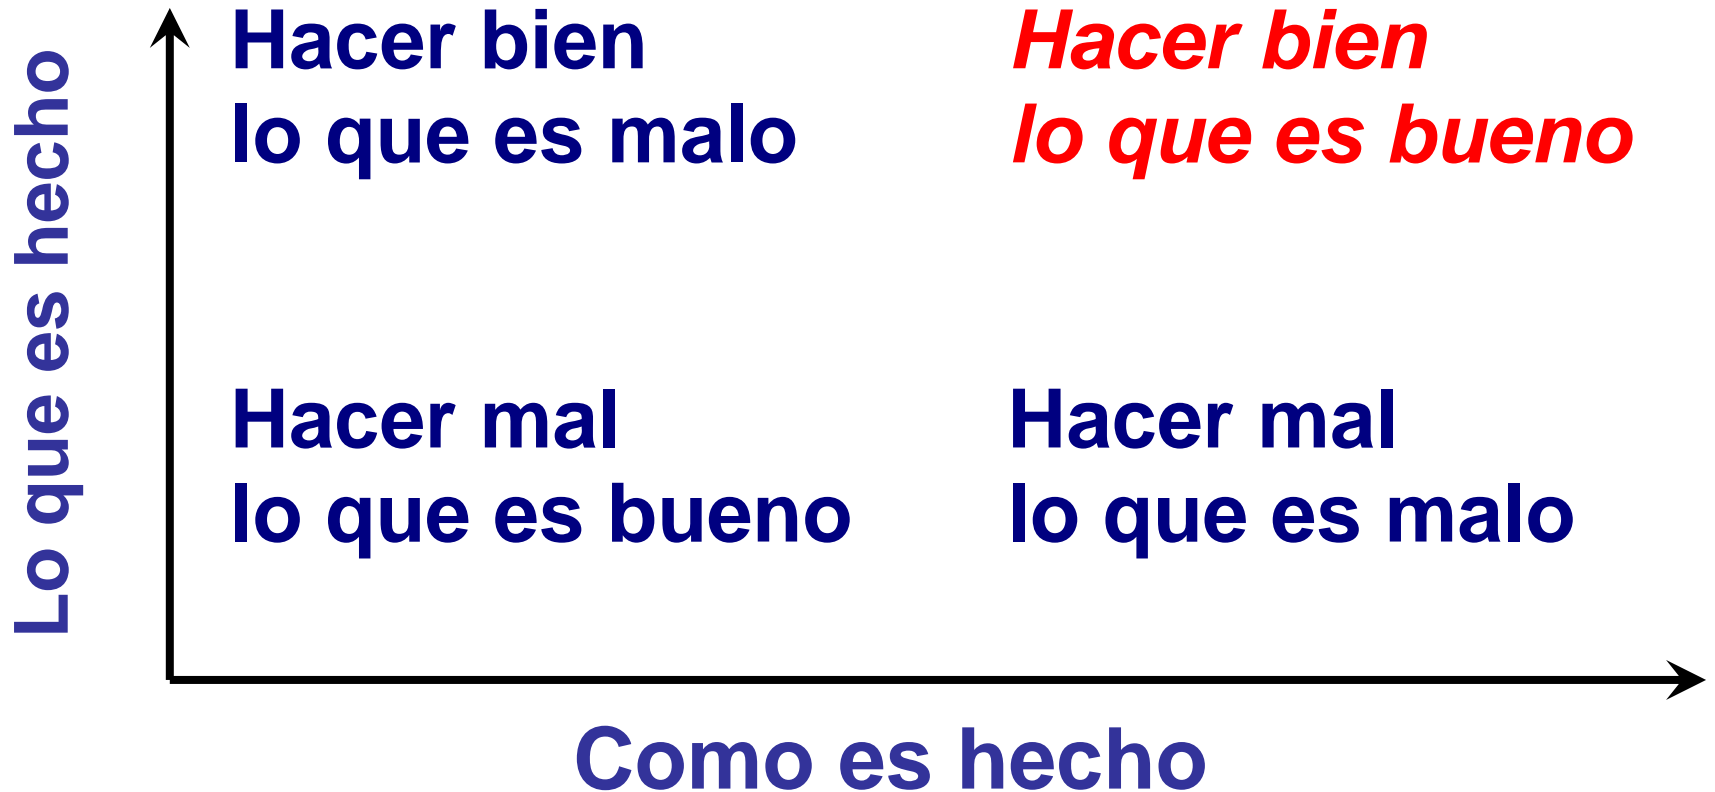 Lo que es hecho
Hacer bien
lo que es malo
Hacer bien
lo que es bueno
Hacer mal
lo que es bueno
Hacer mal
lo que es malo
Como es hecho